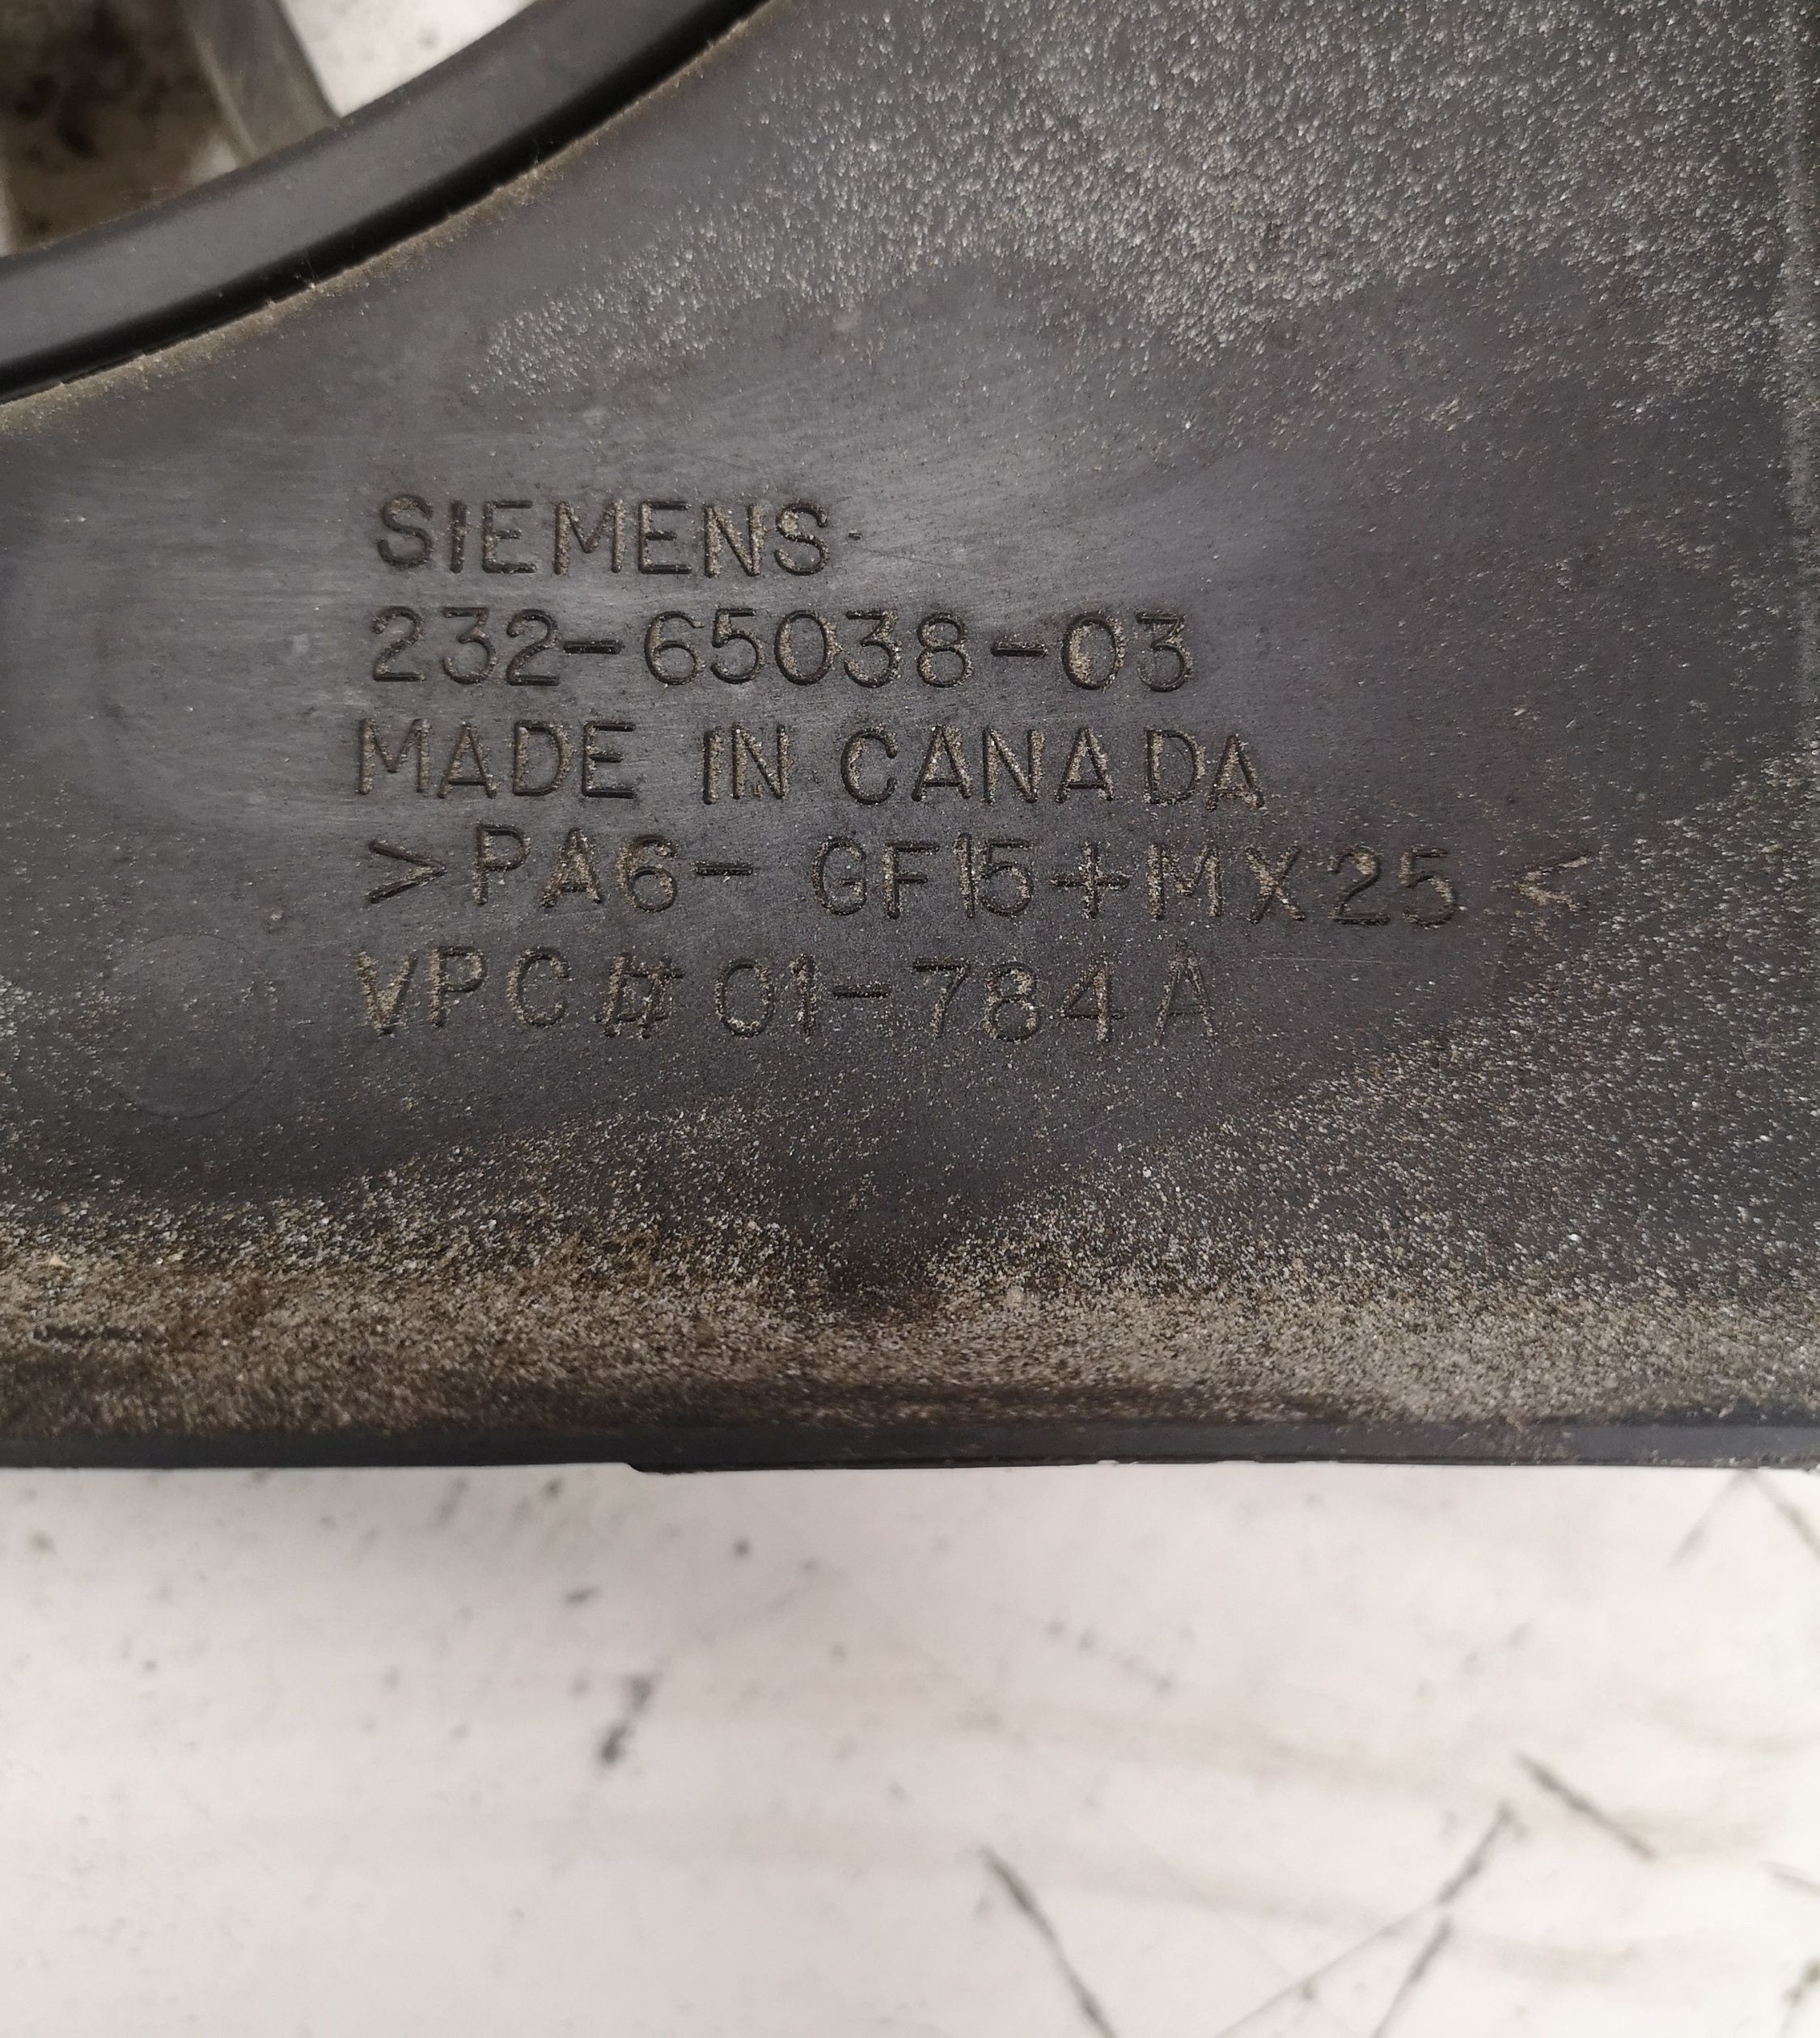 SIEMENS
232-65038-03
MADE IN CANADA
>PA6- GF15+MX25<
VPC # 01-784A